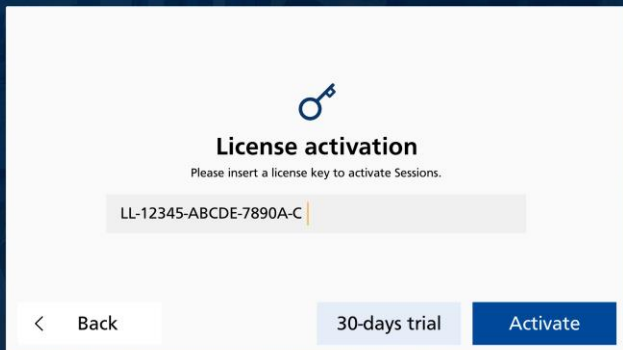 License activation
Please insert a license key to activate Sessions.
LL-12345-ABCDE-7890A-C
Back
30-days trial
Activate